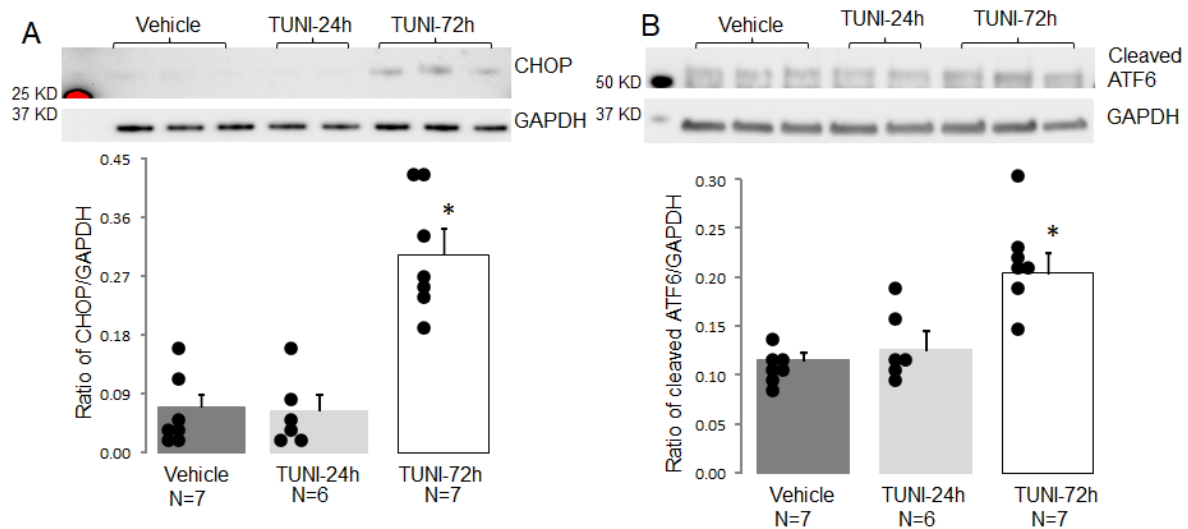 A
Vehicle
TUNI-24h
TUNI-72h
CHOP
25 KD
37 KD
GAPDH
0.45
0.36
0.27
0.18
0.09
0.00
Ratio of CHOP/GAPDH
*
Vehicle
N=7
TUNI-24h
N=6
TUNI-72h
N=7
B
Vehicle
TUNI-24h
TUNI-72h
Cleaved
ATF6
50 KD
37 KD
GAPDH
0.30
0.25
0.20
0.15
0.10
0.05
0.00
Ratio of cleaved ATF6/GAPDH
*
Vehicle
N=7
TUNI-24h
N=6
TUNI-72h
N=7